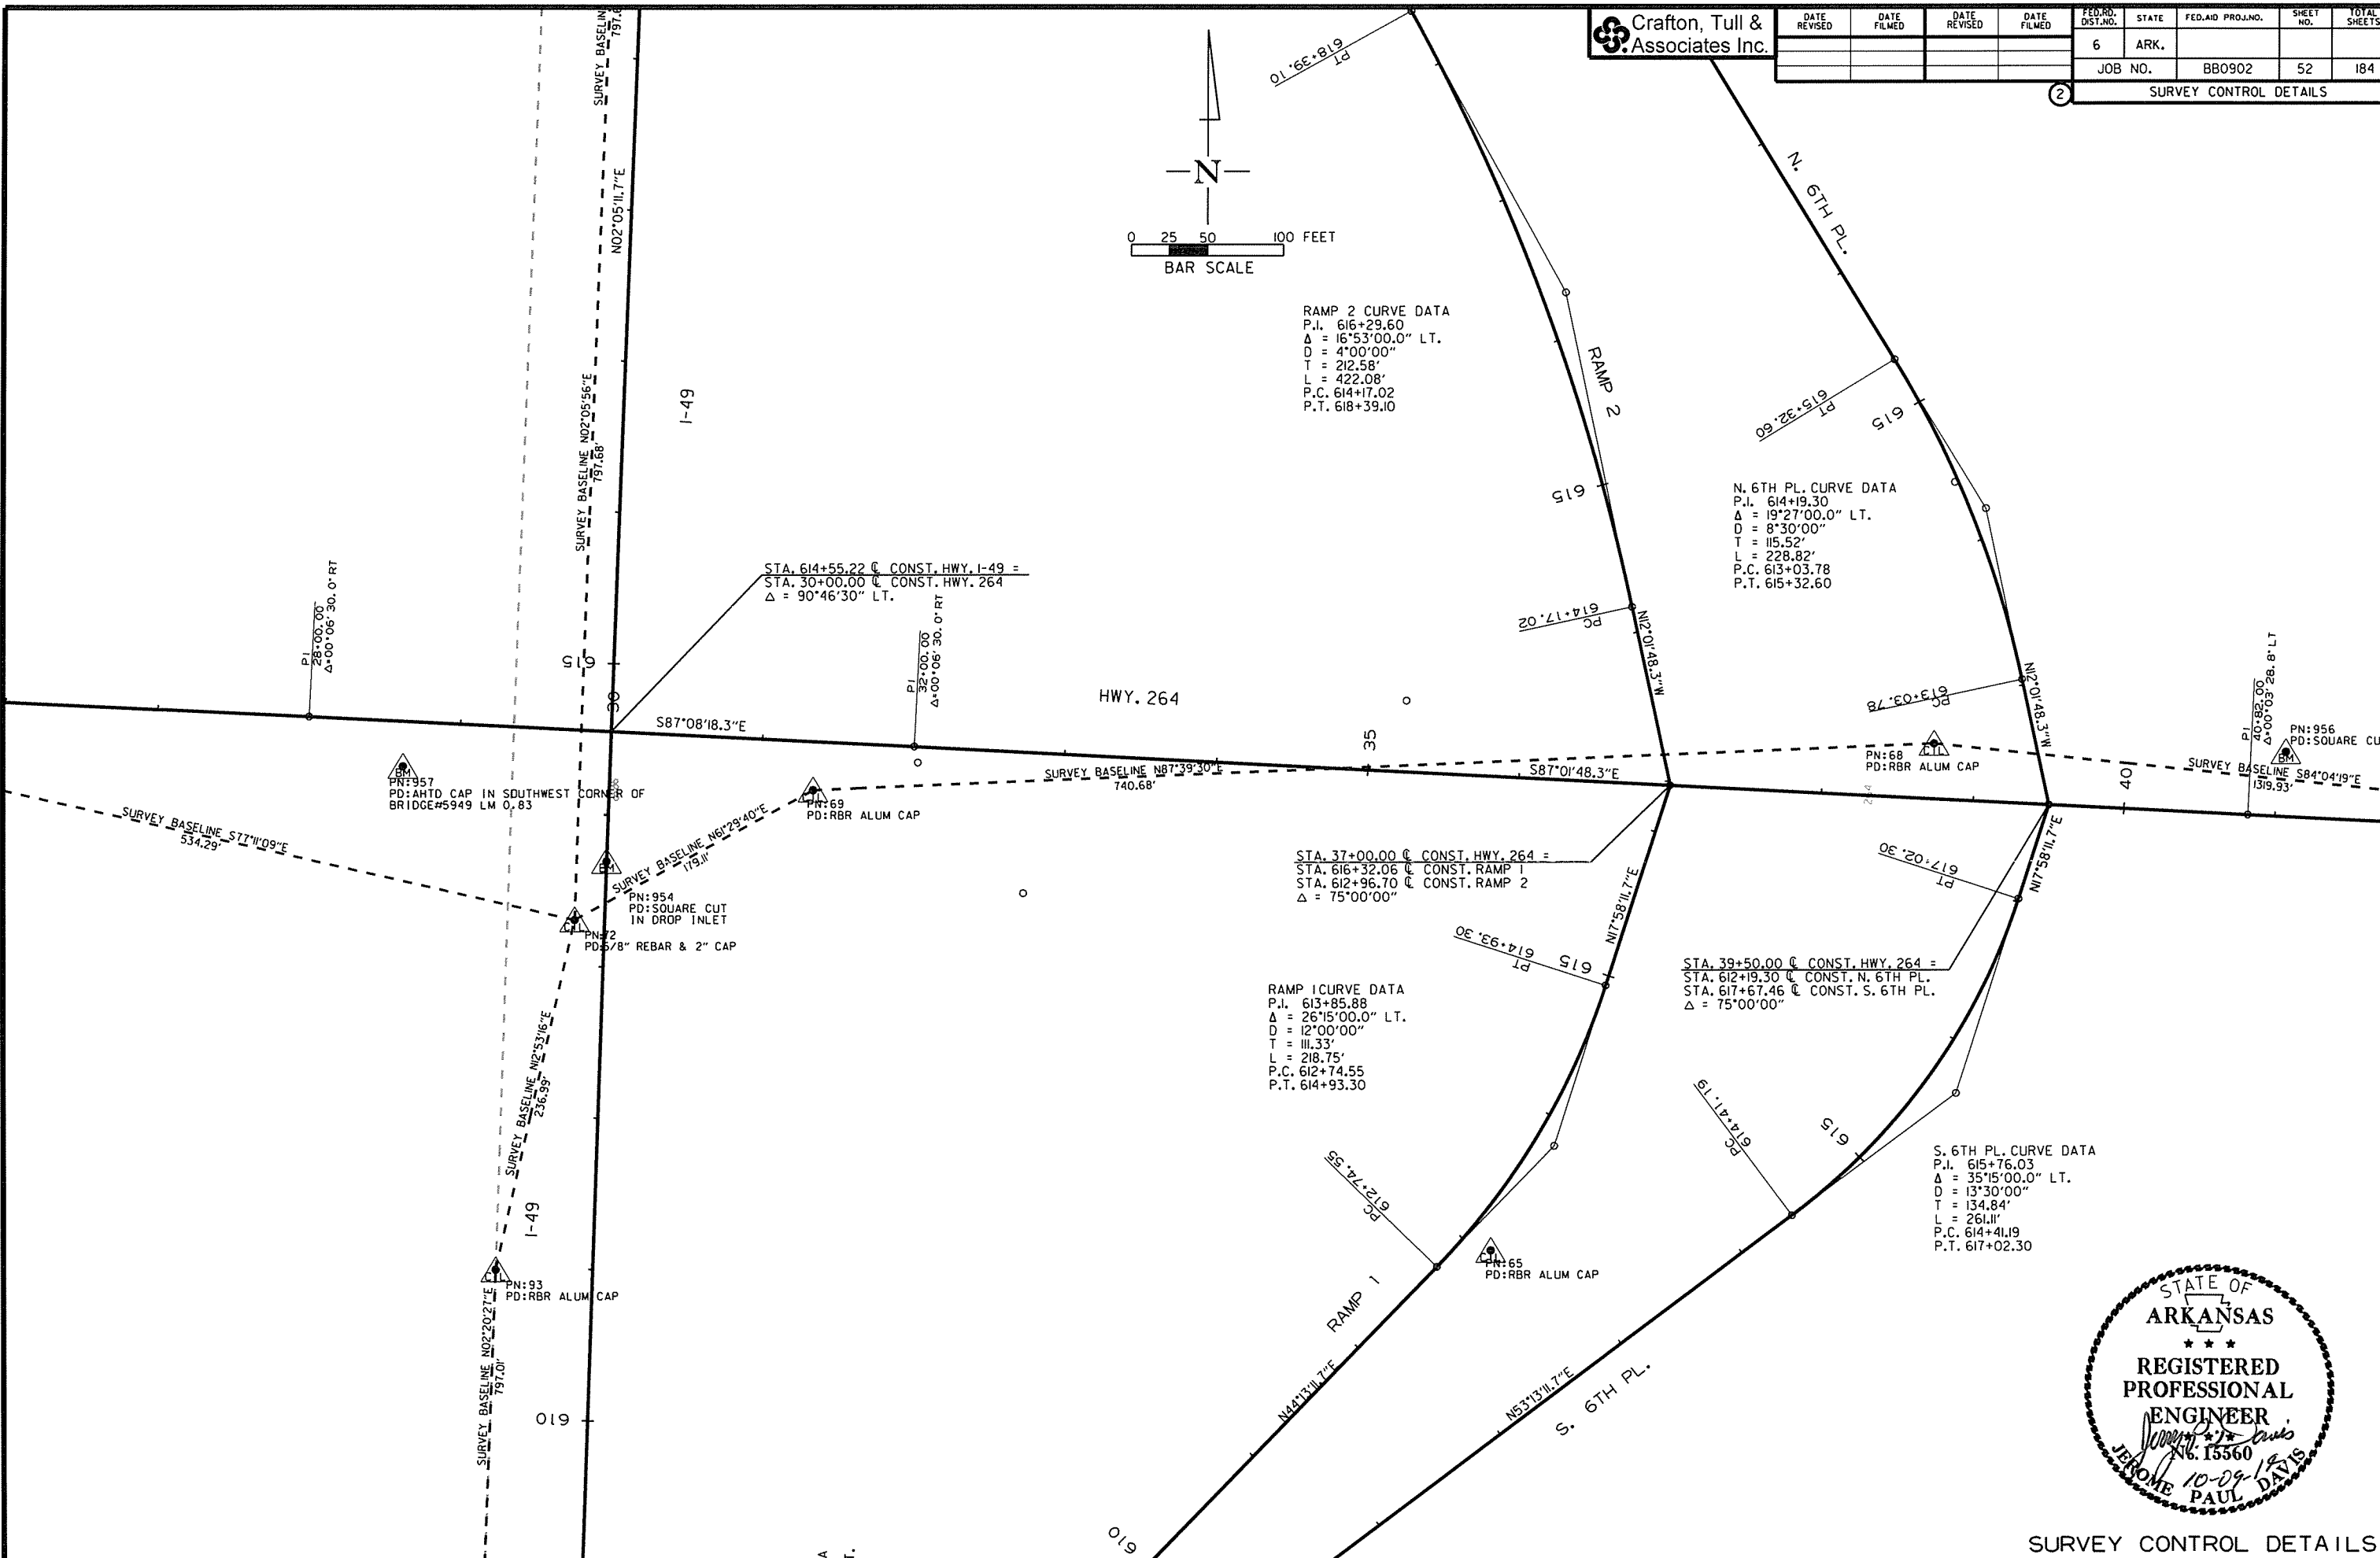 Crafton, Tull &
Associates Inc.
DATE REVISED
DATE FILMED
DATE REVISED
DATE FILMED
FED.RD. DIST.NO.
STATE
FED.AID PROJ.NO.
SHEET NO.
TOTAL SHEETS
6
ARK.
JOB NO.
BB0902
52
184
2
SURVEY CONTROL DETAILS
SURVEY BASELINE
N02°05'11.7"E
SURVEY BASELINE N02°05'56"E
797.68'
I-49
PT
618+39.10
N
0 25 50 100 FEET
BAR SCALE
N. 6TH PL.
RAMP 2 CURVE DATA
P.I. 616+29.60
Δ = 16°53'00.0" LT.
D = 4°00'00"
T = 212.58'
L = 422.08'
P.C. 614+17.02
P.T. 618+39.10
RAMP 2
PT
615+32.60
615
615
N. 6TH PL. CURVE DATA
P.I. 614+19.30
Δ = 19°27'00.0" LT.
D = 8°30'00"
T = 115.52'
L = 228.82'
P.C. 613+03.78
P.T. 615+32.60
STA. 614+55.22 ℄ CONST. HWY. I-49 =
STA. 30+00.00 ℄ CONST. HWY. 264
Δ = 90°46'30" LT.
PI
28+00.00
Δ=00°06'30.0" RT
615
30
PI
32+00.00
Δ=00°06'30.0" RT
PC
614+17.02
N12°01'48.3"W
HWY. 264
S87°08'18.3"E
35
PC
613+03.78
N12°01'48.3"W
PI
40+82.00
Δ=00°03'28.8" LT
PN:956
PD:SQUARE CU
BM
CTL
PN:68
PD:RBR ALUM CAP
SURVEY BASELINE N87°39'30"E
740.68'
S87°01'48.3"E
264
40
SURVEY BASELINE S84°04'19"E
1319.93'
BM
PN:957
PD:AHTD CAP IN SOUTHWEST CORNER OF
BRIDGE#5949 LM 0.83
CTL
PN:69
PD:RBR ALUM CAP
SURVEY BASELINE S77°11'09"E
534.29'
SURVEY BASELINE N61°29'40"E
179.11'
BM
PN:954
PD:SQUARE CUT
IN DROP INLET
CTL
PN:72
PD:5/8" REBAR & 2" CAP
STA. 37+00.00 ℄ CONST. HWY. 264 =
STA. 616+32.06 ℄ CONST. RAMP 1
STA. 612+96.70 ℄ CONST. RAMP 2
Δ = 75°00'00"
N17°58'11.7"E
PT
614+93.30
615
PT
617+02.30
N17°58'11.7"E
STA. 39+50.00 ℄ CONST. HWY. 264 =
STA. 612+19.30 ℄ CONST. N. 6TH PL.
STA. 617+67.46 ℄ CONST. S. 6TH PL.
Δ = 75°00'00"
RAMP 1 CURVE DATA
P.I. 613+85.88
Δ = 26°15'00.0" LT.
D = 12°00'00"
T = 111.33'
L = 218.75'
P.C. 612+74.55
P.T. 614+93.30
SURVEY BASELINE N12°53'16"E
236.99'
PC
614+41.19
615
S. 6TH PL. CURVE DATA
P.I. 615+76.03
Δ = 35°15'00.0" LT.
D = 13°30'00"
T = 134.84'
L = 261.11'
P.C. 614+41.19
P.T. 617+02.30
PC
612+74.55
I-49
CTL
PN:65
PD:RBR ALUM CAP
CTL
PN:93
PD:RBR ALUM CAP
SURVEY BASELINE N02°20'27"E
797.01'
RAMP 1
N44°13'11.7"E
N53°13'11.7"E
S. 6TH PL.
610
610
STATE OF
ARKANSAS
REGISTERED
PROFESSIONAL
ENGINEER
No. 15560
JEROME PAUL DAVIS
SURVEY CONTROL DETAILS